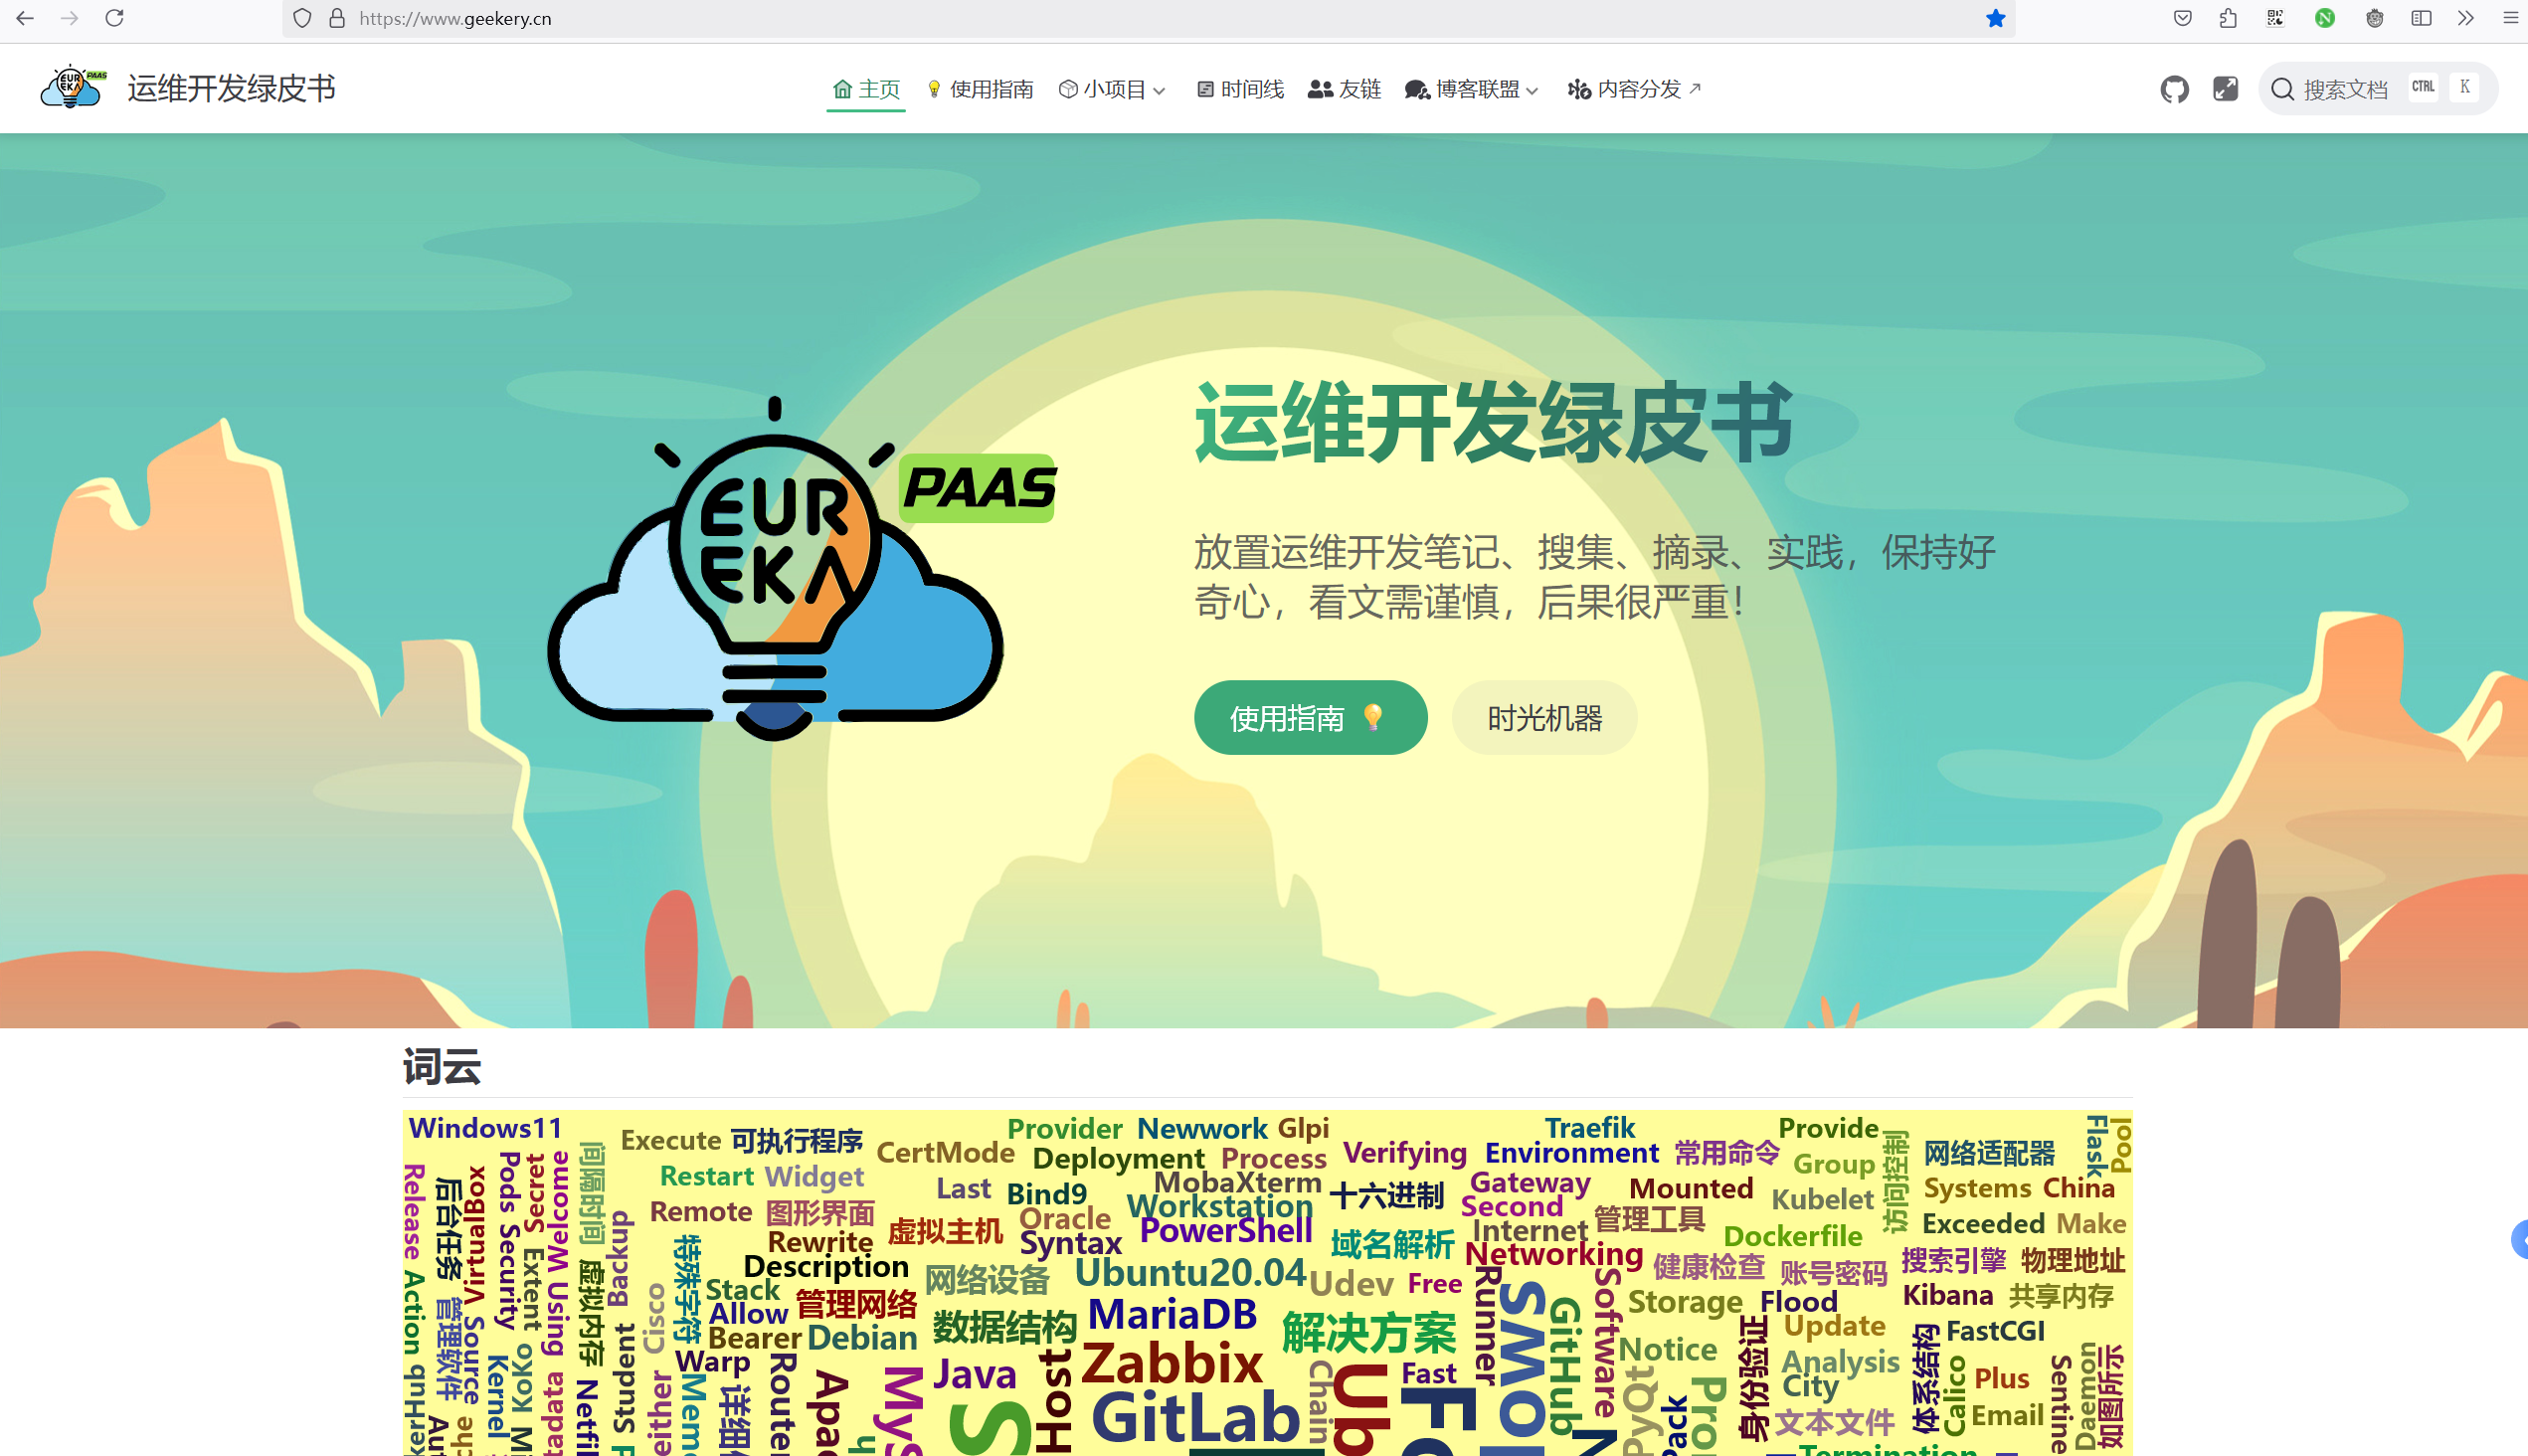 https://www.geekery.cn
EUR EKA PAAS
运维开发绿皮书
主页 使用指南 小项目 时间线 友链 博客联盟 内容分发
搜索文档 CTRL K
运维开发绿皮书
EUR
EKA
PAAS
放置运维开发笔记、搜集、摘录、实践，保持好
奇心，看文需谨慎，后果很严重！
使用指南
时光机器
词云
Windows11
Execute
可执行程序
CertMode
Provider
Newwork
Glpi
Traefik
Provide
Flask
Pool
Deployment
Process
Verifying
Environment
常用命令
Group
访问控制
网络适配器
Restart
Widget
Last
Bind9
MobaXterm
Workstation
十六进制
Gateway
Second
Mounted
Kubelet
Systems
China
Remote
图形界面
虚拟主机
Oracle
Syntax
PowerShell
域名解析
Internet
管理工具
Dockerfile
Exceeded
Make
Rewrite
Description
网络设备
Ubuntu20.04
Udev
Free
Networking
健康检查
账号密码
搜索引擎
物理地址
Release
后台任务
VirtualBox
Pods
Secret
Welcome
间隔时间
Security
Extent
Using
虚拟内存
Backup
特殊字符
Stack
Allow
管理网络
数据结构
MariaDB
解决方案
Runner
GitHub
Software
Storage
Flood
Kibana
共享内存
Action
管理软件
Source
Cisco
Bearer
Debian
Notice
身份验证
Update
体系结构
FastCGI
Kernel
KoKo
Student
Warp
Java
Host
Zabbix
Chain
Fast
PyQt
Analysis
City
Calico
Plus
Sentine
Daemon
如图所示
GitLab
Pack
文本文件
Email
Termination